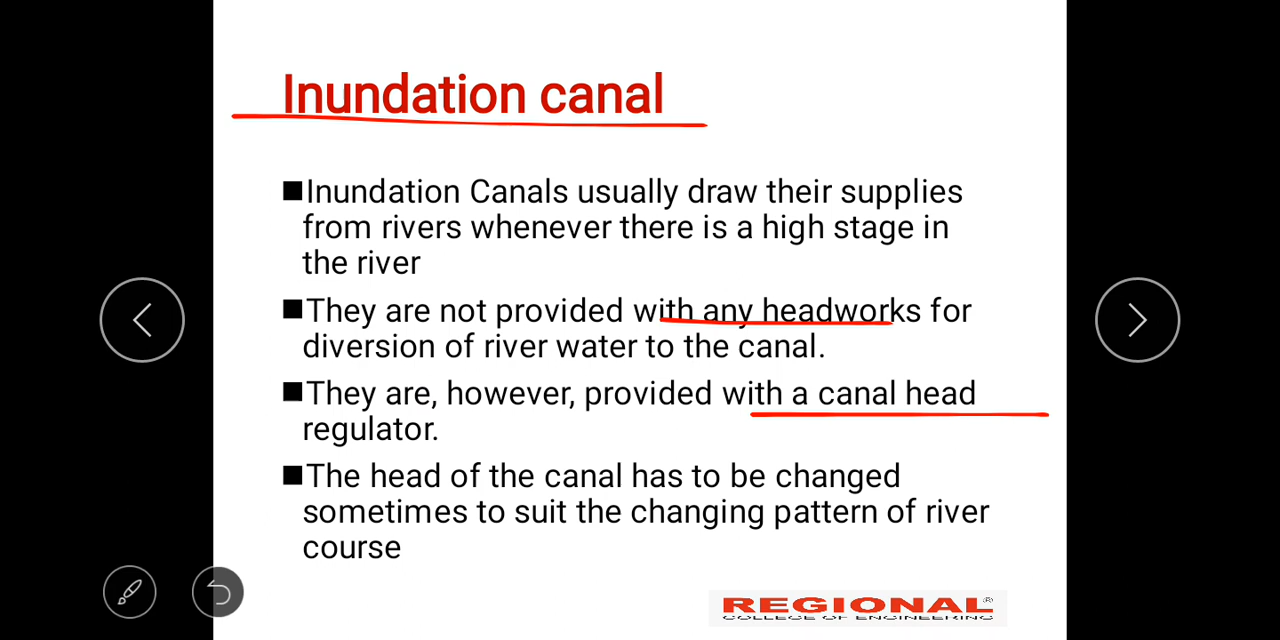 Inundation canal
■Inundation Canals usually draw their supplies
from rivers whenever there is a high stage in
the river
■They are not provided with any headworks for
diversion of river water to the canal.
■They are, however, provided with a canal head
regulator.
■The head of the canal has to be changed
sometimes to suit the changing pattern of river
course
REGIONAL®
COLLEGE OF ENGINEERING